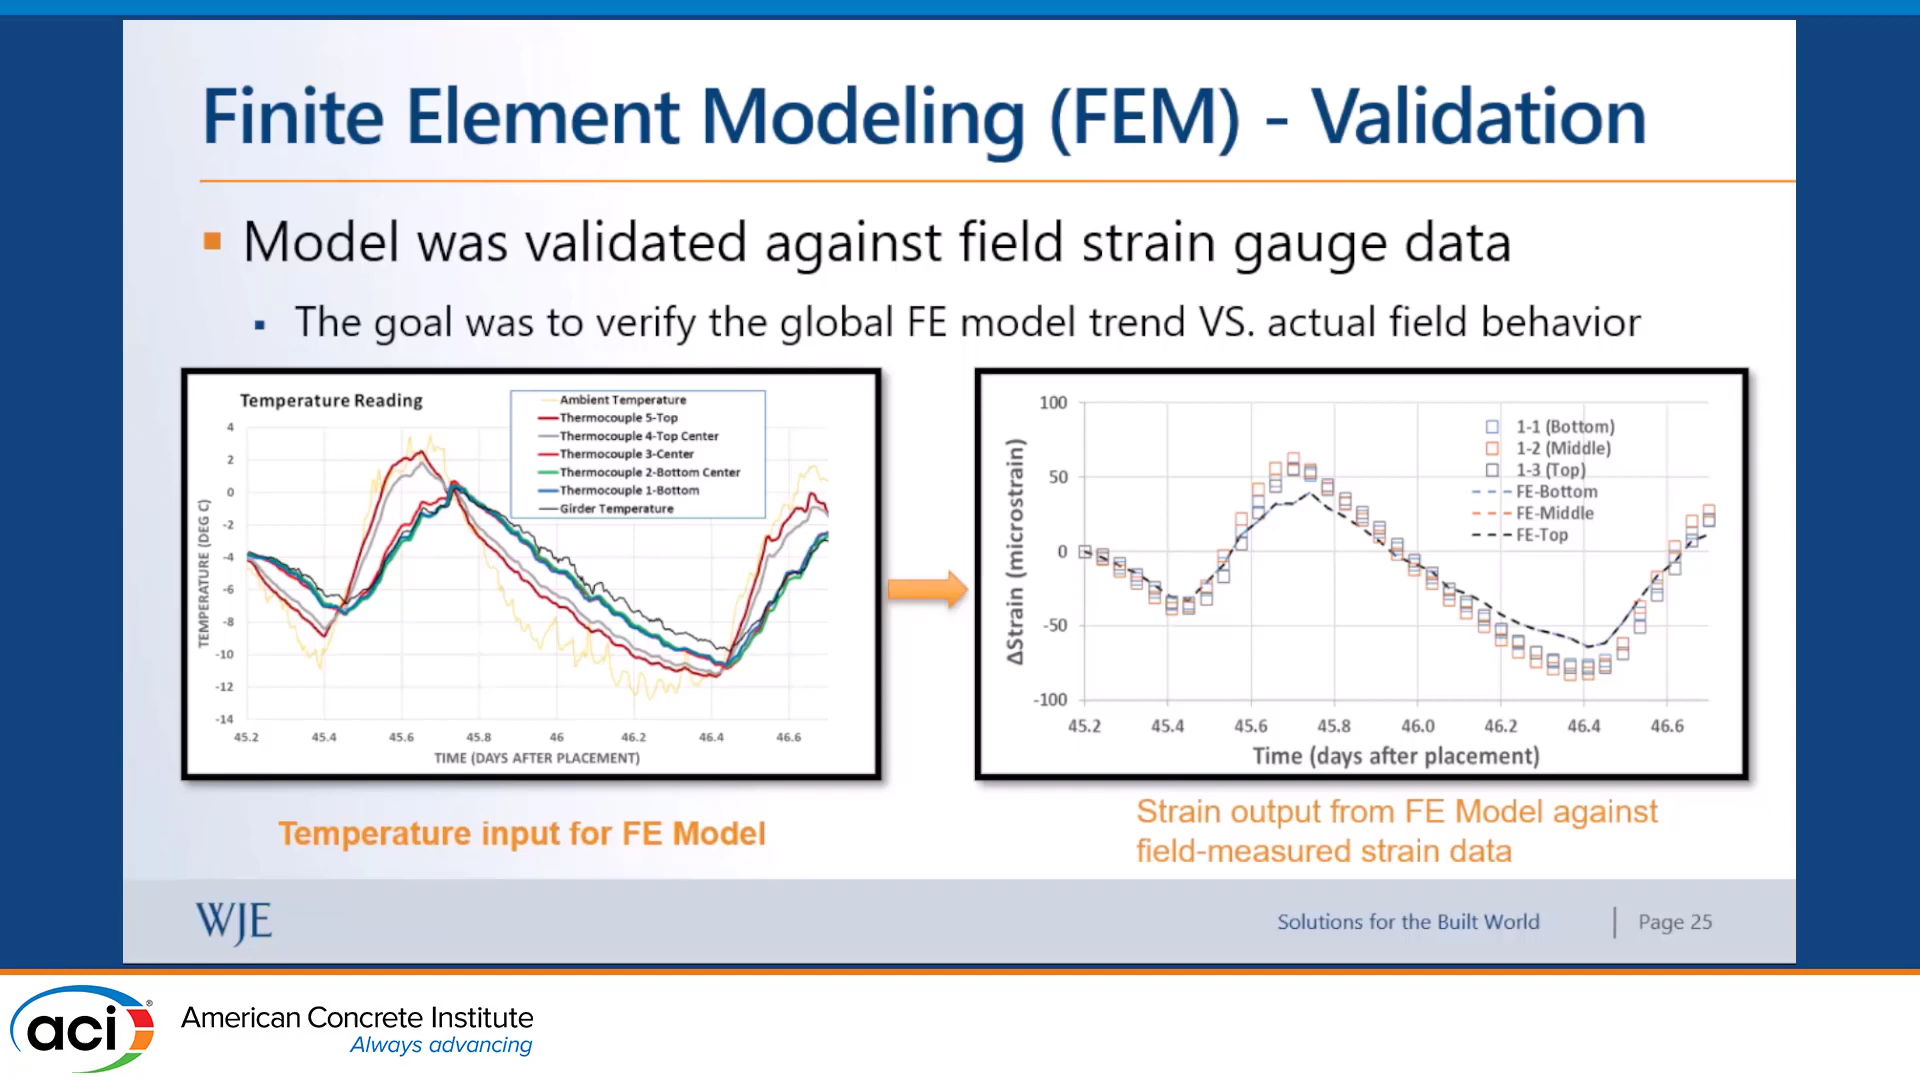 Finite Element Modeling (FEM) - Validation
Model was validated against field strain gauge data
The goal was to verify the global FE model trend VS. actual field behavior
Temperature Reading
Ambient Temperature
Thermocouple 5-Top
Thermocouple 4-Top Center
Thermocouple 3-Center
Thermocouple 2-Bottom Center
Thermocouple 1-Bottom
Girder Temperature
TEMPERATURE (DEG C)
4
2
0
-2
-4
-6
-8
-10
-12
-14
45.2 45.4 45.6 45.8 46 46.2 46.4 46.6
TIME (DAYS AFTER PLACEMENT)
Temperature input for FE Model
ΔStrain (microstrain)
100
50
0
-50
-100
1-1 (Bottom)
1-2 (Middle)
1-3 (Top)
FE-Bottom
FE-Middle
FE-Top
45.2 45.4 45.6 45.8 46.0 46.2 46.4 46.6
Time (days after placement)
Strain output from FE Model against
field-measured strain data
WJE
Solutions for the Built World | Page 25
aci®
American Concrete Institute
Always advancing